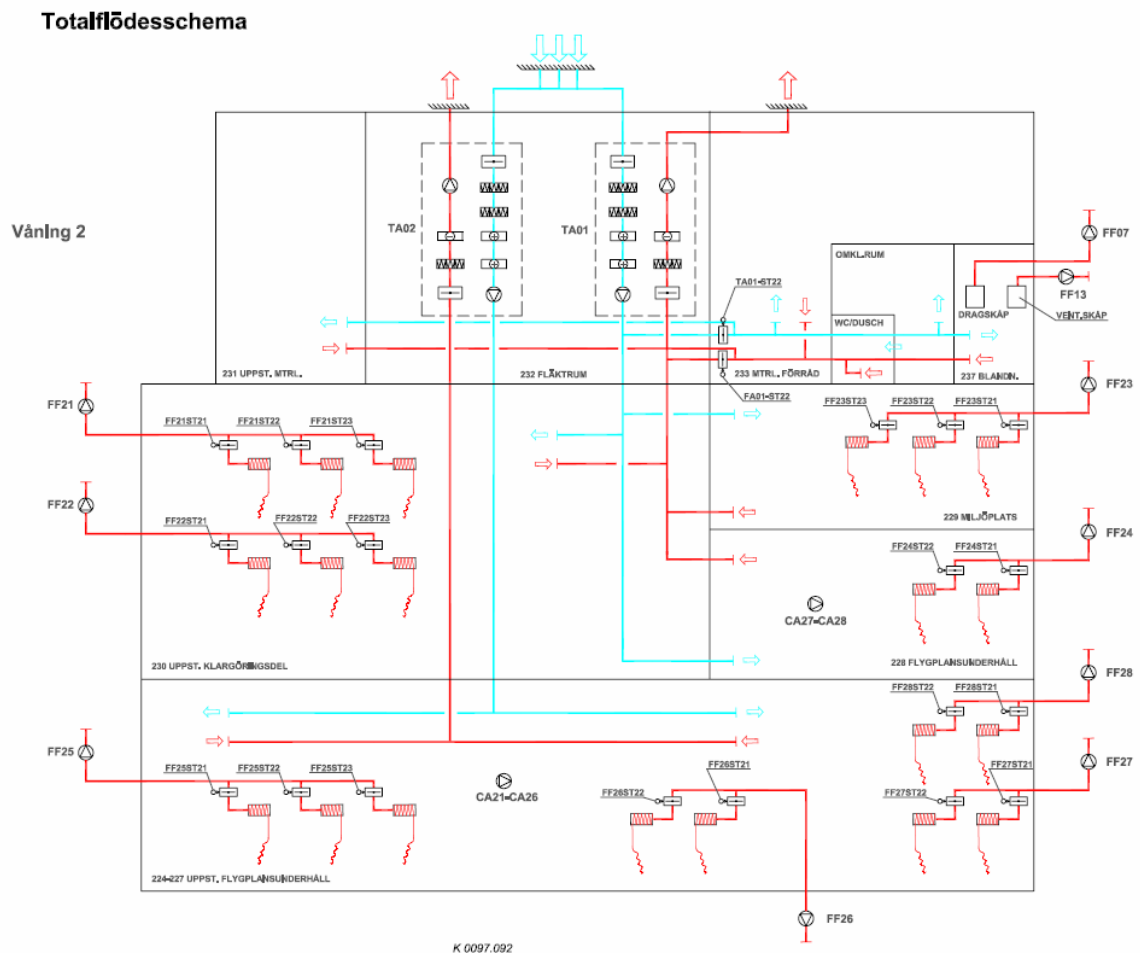 Totalflödesschema
Våning 2
TA02
TA01
OMKL.RUM
FF07
FF13
TA01-ST22
DRAGSKÅP
VENT.SKÅP
WC/DUSCH
231 UPPST. MTRL.
232 FLÄKTRUM
233 MTRL. FÖRRÅD
237 BLANDN.
FA01-ST22
FF21
FF21ST21
FF21ST22
FF21ST23
FF23
FF23ST23
FF23ST22
FF23ST21
FF22
FF22ST21
FF22ST22
FF22ST23
229 MILJÖPLATS
FF24
FF24ST22
FF24ST21
CA27-CA28
230 UPPST. KLARGÖRINGSDEL
228 FLYGPLANSUNDERHÅLL
FF28
FF28ST22
FF28ST21
FF25
FF25ST21
FF25ST22
FF25ST23
CA21-CA26
FF26ST21
FF26ST22
FF27
FF27ST21
FF27ST22
224-227 UPPST. FLYGPLANSUNDERHÅLL
FF26
K 0097.092